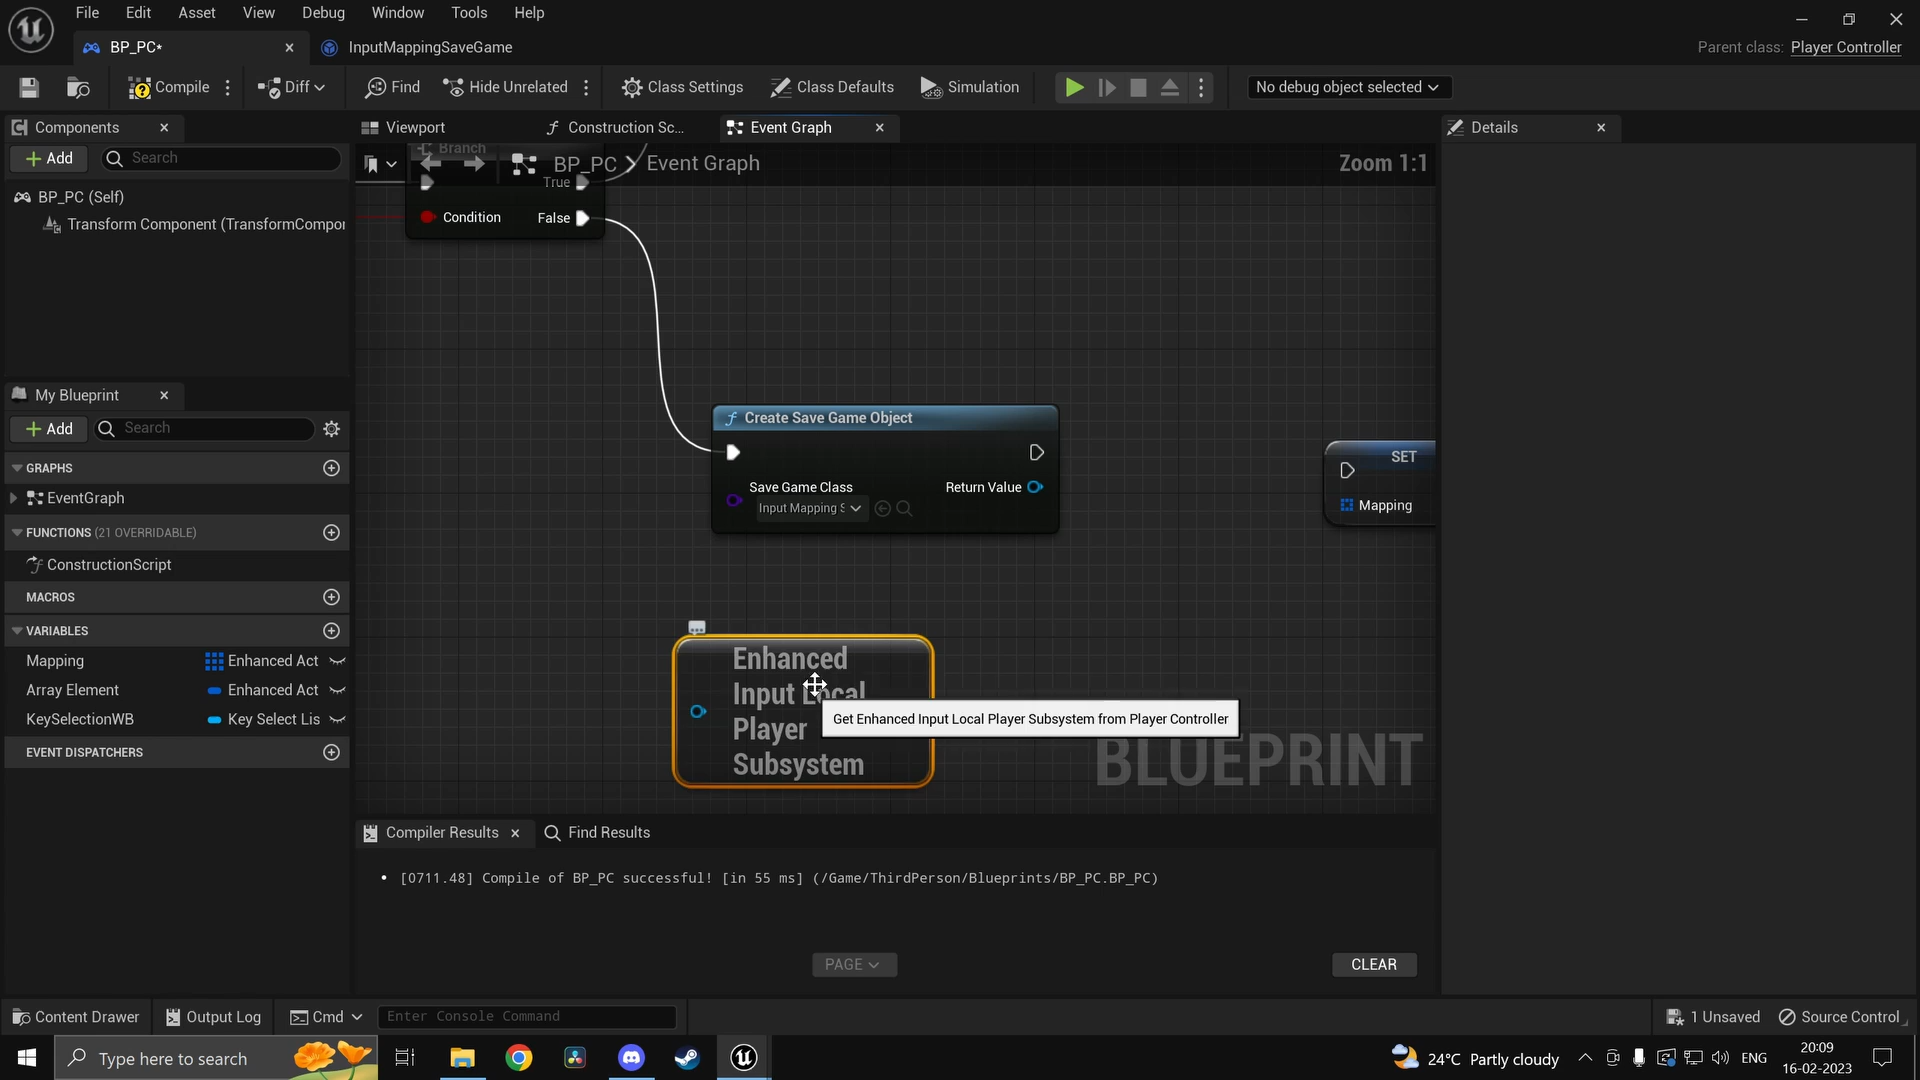 File Edit Asset View Debug Window Tools Help
BP_PC*
InputMappingSaveGame
Parent class: Player Controller
Compile
Diff
Find
Hide Unrelated
Class Settings
Class Defaults
Simulation
No debug object selected
Components
Viewport
Construction Sc...
Event Graph
Details
Add
Search
BP_PC > Event Graph
Zoom 1:1
Branch
True
Condition
False
BP_PC (Self)
Transform Component (TransformCompor
My Blueprint
Add
Search
GRAPHS
EventGraph
FUNCTIONS (21 OVERRIDABLE)
ConstructionScript
MACROS
VARIABLES
Mapping Enhanced Act
Array Element Enhanced Act
KeySelectionWB Key Select Lis
EVENT DISPATCHERS
Create Save Game Object
Save Game Class
Input Mapping S
Return Value
SET
Mapping
Enhanced
Input Local
Player
Subsystem
Get Enhanced Input Local Player Subsystem from Player Controller
BLUEPRINT
Compiler Results
Find Results
• [0711.48] Compile of BP_PC successful! [in 55 ms] (/Game/ThirdPerson/Blueprints/BP_PC.BP_PC)
PAGE
CLEAR
Content Drawer
Output Log
Cmd
Enter Console Command
1 Unsaved
Source Control
Type here to search
24°C Partly cloudy
ENG
20:09
16-02-2023